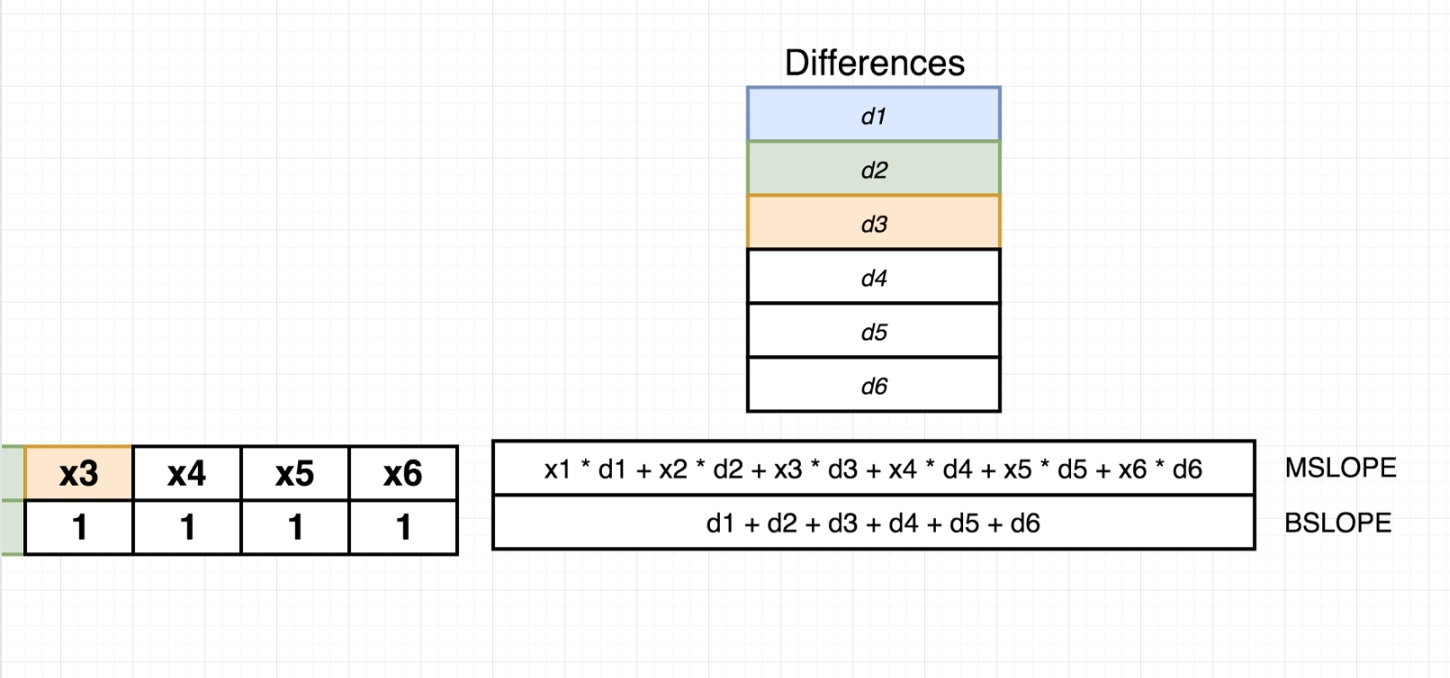 Differences
d1
d2
d3
d4
d5
d6
x3 x4 x5 x6
1 1 1 1
x1 * d1 + x2 * d2 + x3 * d3 + x4 * d4 + x5 * d5 + x6 * d6 MSLOPE
d1 + d2 + d3 + d4 + d5 + d6 BSLOPE